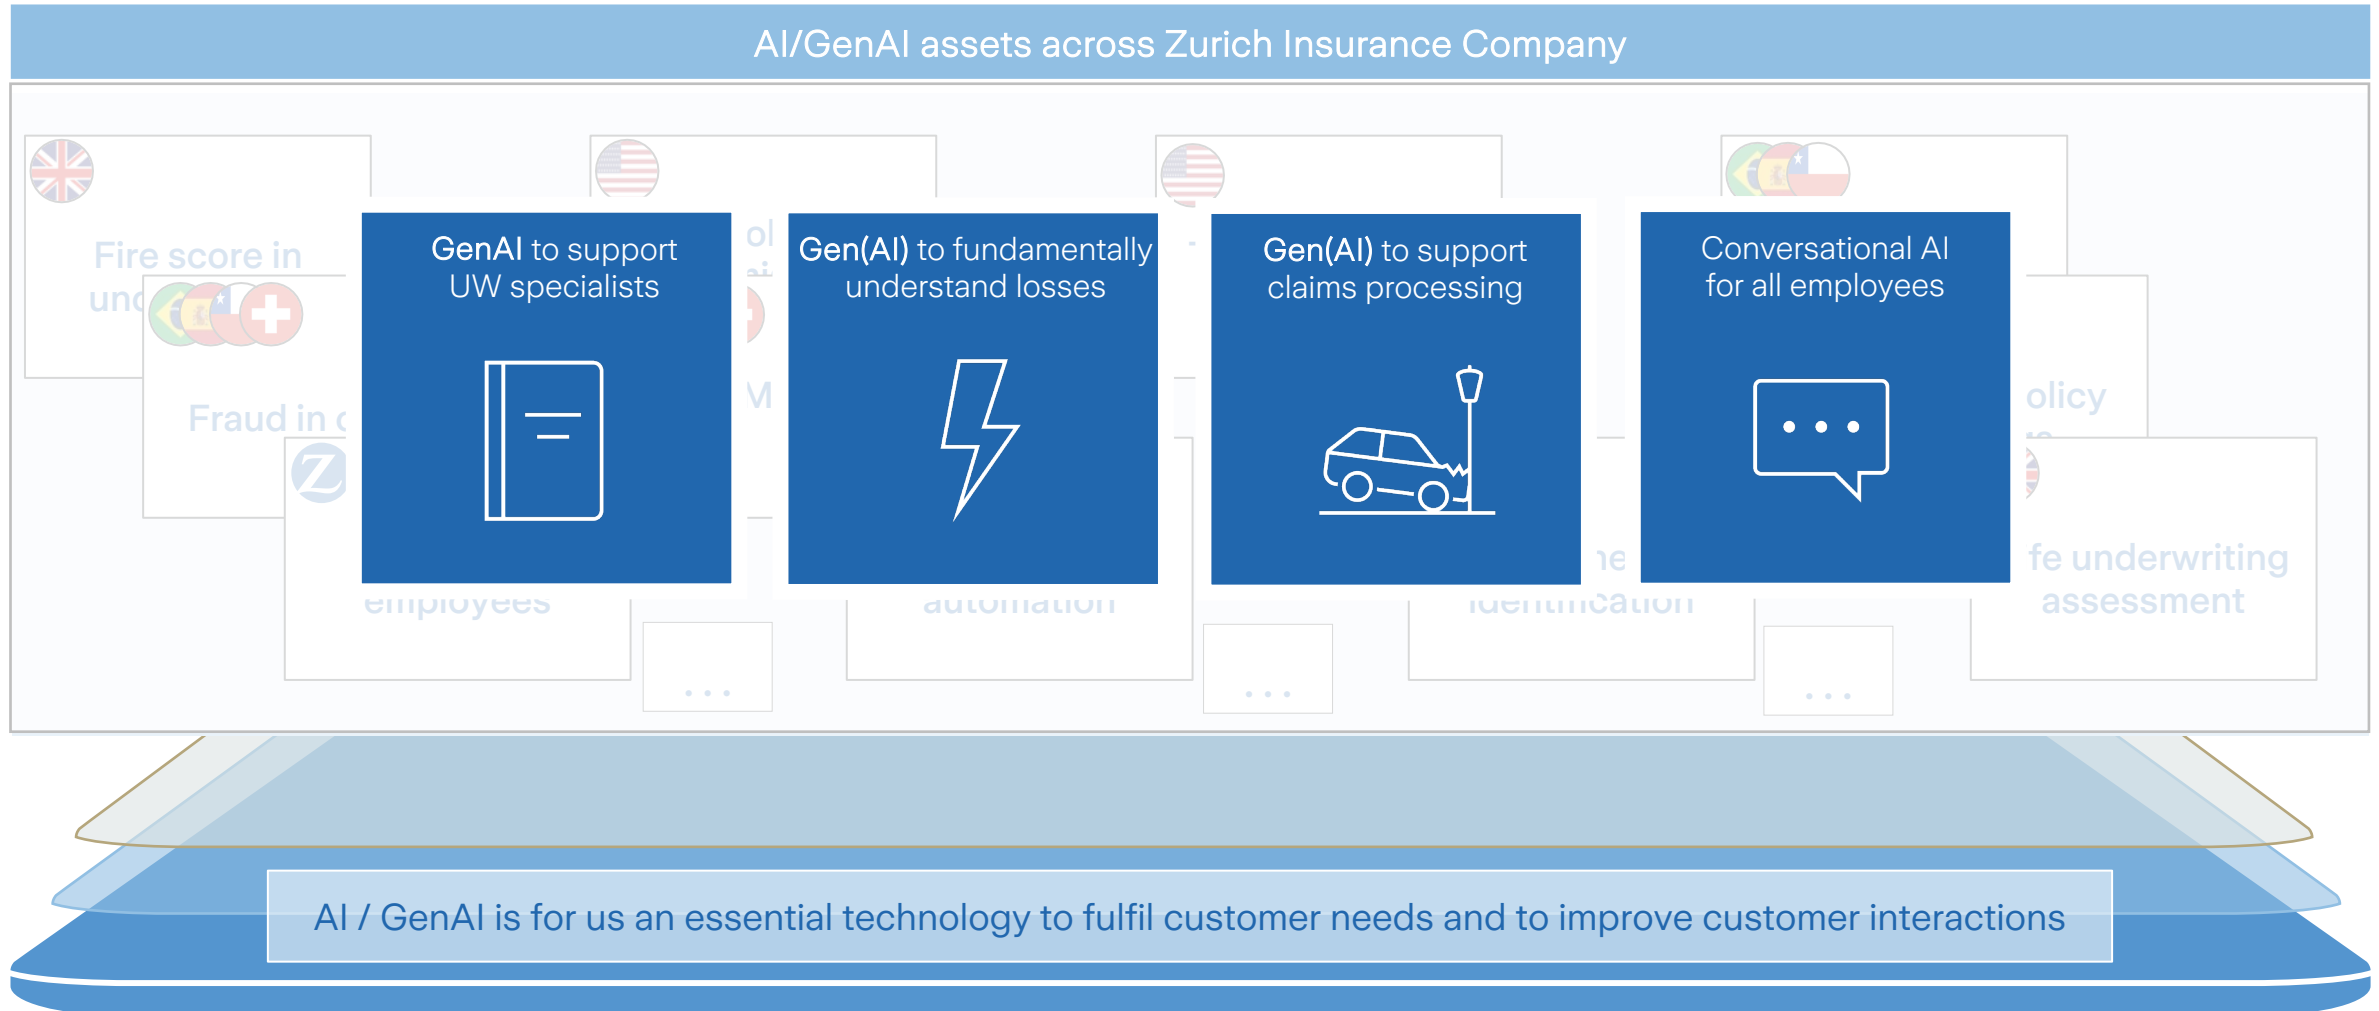 AI/GenAI assets across Zurich Insurance Company
Fire score in
GenAI to support
UW specialists
Gen(AI) to fundamentally
understand losses
Gen(AI) to support
claims processing
Conversational AI
for all employees
Fraud in
Z
fe underwriting
assessment
employees
automation
identification
...
...
...
AI / GenAI is for us an essential technology to fulfil customer needs and to improve customer interactions